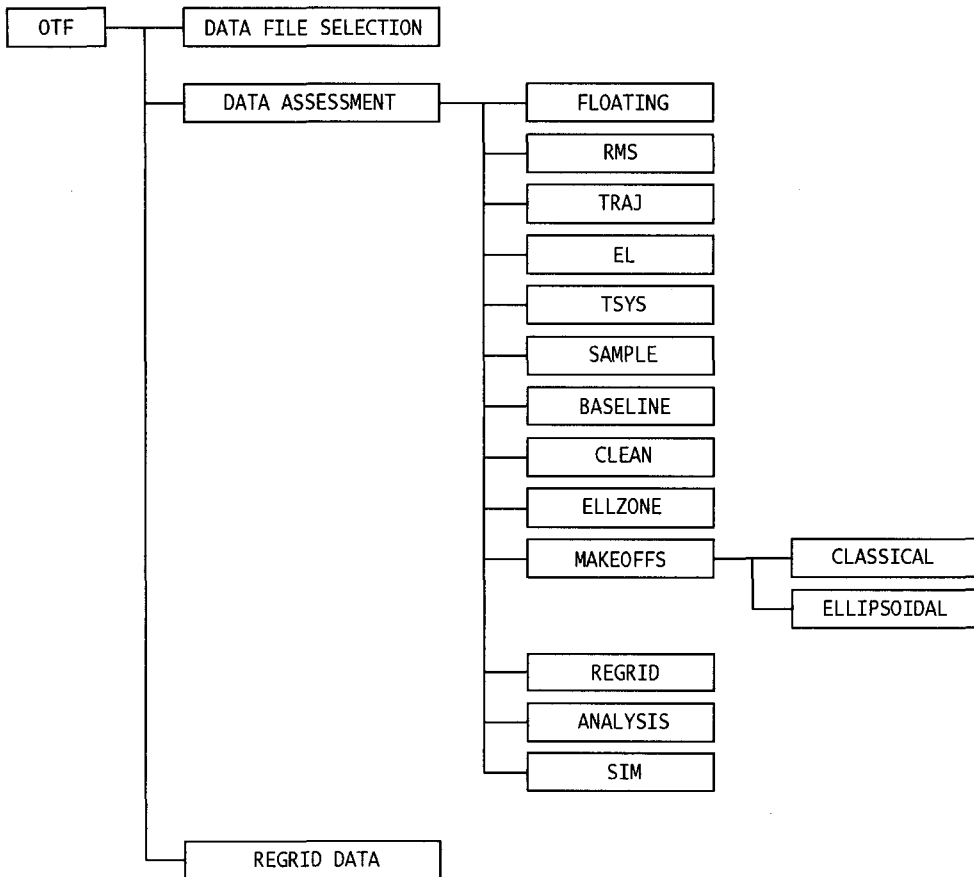 OTF
DATA FILE SELECTION
DATA ASSESSMENT
FLOATING
RMS
TRAJ
EL
TSYS
SAMPLE
BASELINE
CLEAN
ELLZONE
MAKEOFFS
CLASSICAL
ELLIPSOIDAL
REGRID
ANALYSIS
SIM
REGRID DATA